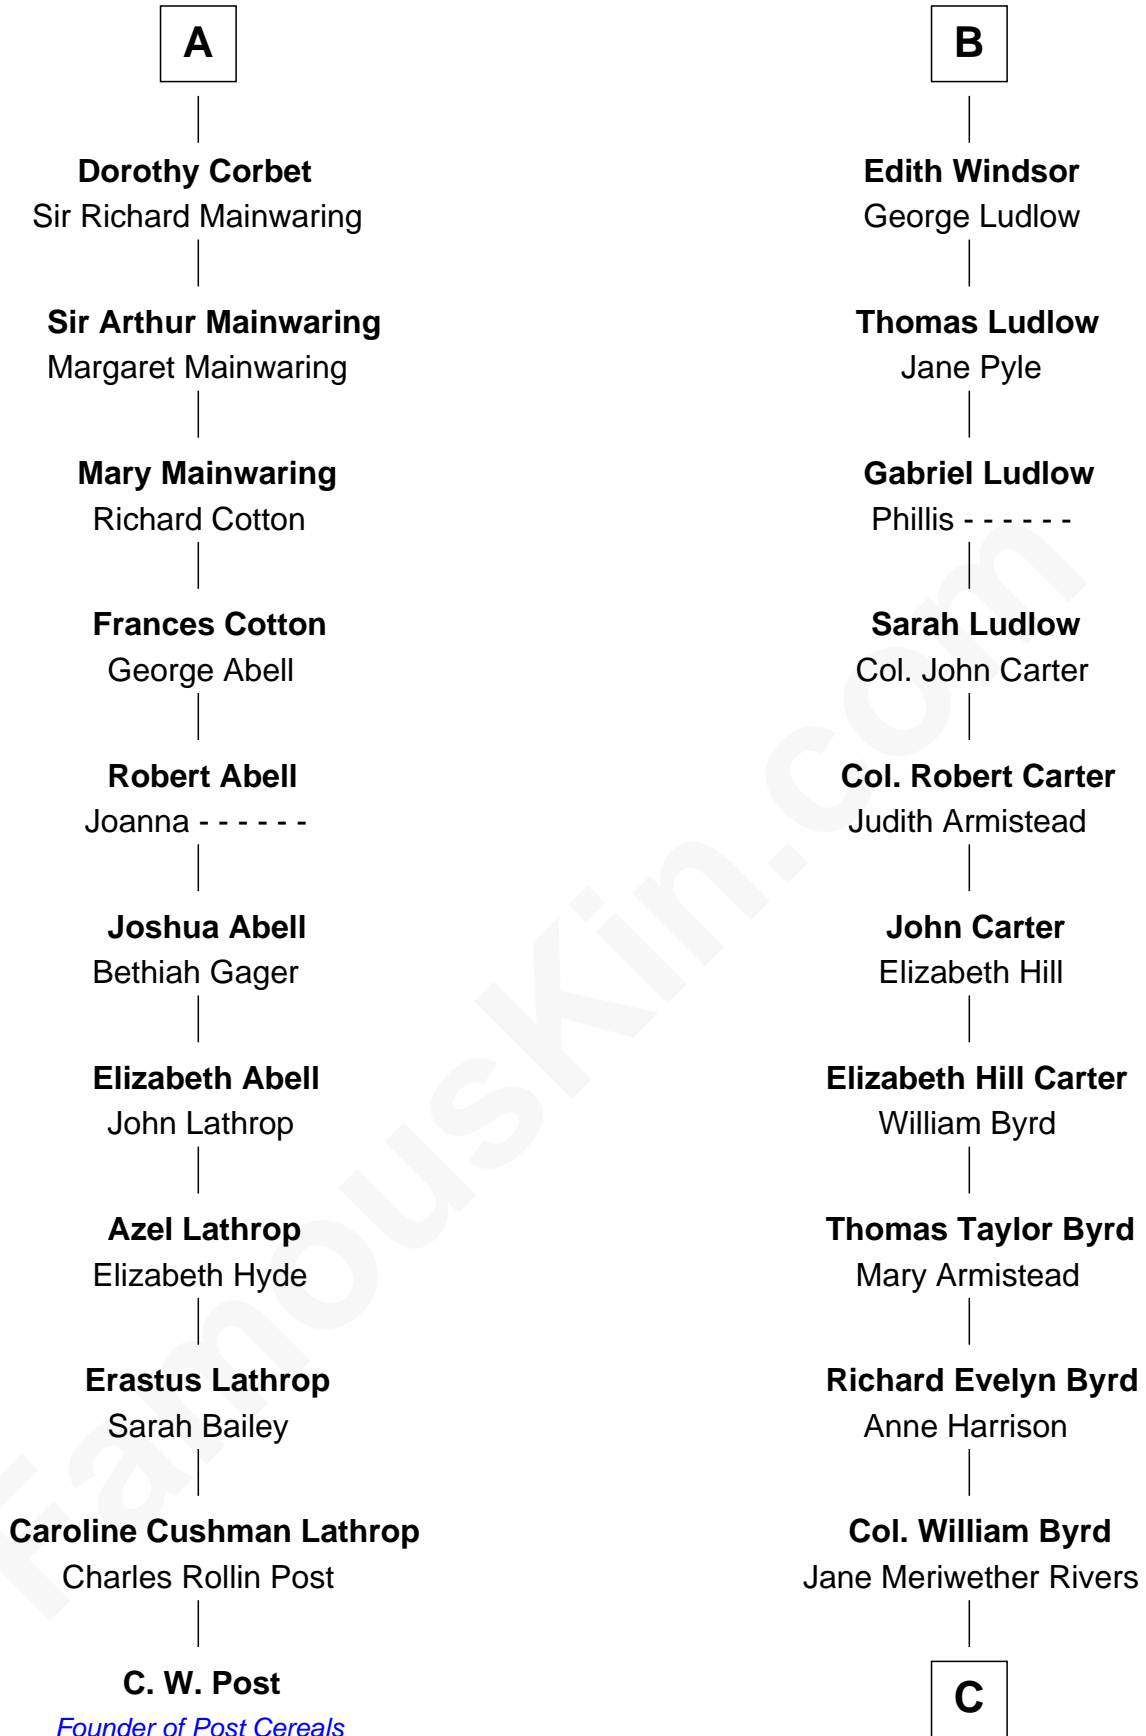 A
Dorothy Corbet
Sir Richard Mainwaring
Sir Arthur Mainwaring
Margaret Mainwaring
Mary Mainwaring
Richard Cotton
Frances Cotton
George Abell
Robert Abell
Joanna - - - - - -
Joshua Abell
Bethiah Gager
Elizabeth Abell
John Lathrop
Azel Lathrop
Elizabeth Hyde
Erastus Lathrop
Sarah Bailey
Caroline Cushman Lathrop
Charles Rollin Post
C. W. Post
Founder of Post Cereals
B
Edith Windsor
George Ludlow
Thomas Ludlow
Jane Pyle
Gabriel Ludlow
Phillis - - - - - -
Sarah Ludlow
Col. John Carter
Col. Robert Carter
Judith Armistead
John Carter
Elizabeth Hill
Elizabeth Hill Carter
William Byrd
Thomas Taylor Byrd
Mary Armistead
Richard Evelyn Byrd
Anne Harrison
Col. William Byrd
Jane Meriwether Rivers
C
FamousKin.com